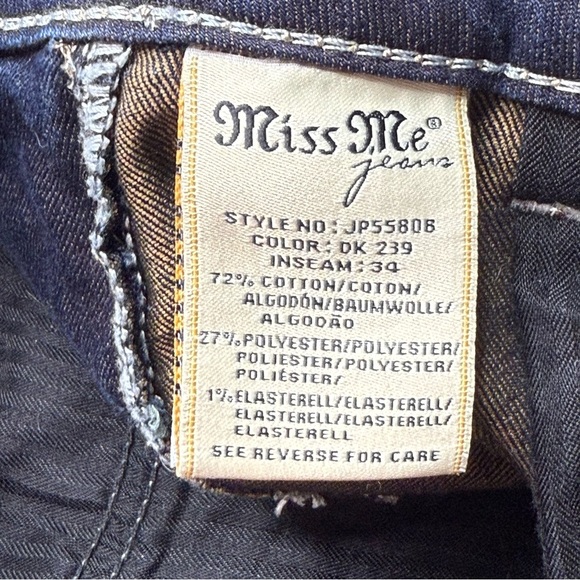 Miss Me®
jeans
STYLE NO: JP5580B
COLOR: DK 239
INSEAM: 34
72% COTTON/COTON/
ALGODÓN/BAUMWOLLE/
ALGODÃO
27% POLYESTER/POLYESTER/
POLIESTER/POLYESTER/
POLIÉSTER/
1% ELASTERELL/ELASTERELL/
ELASTERELL/ELASTERELL/
ELASTERELL
SEE REVERSE FOR CARE